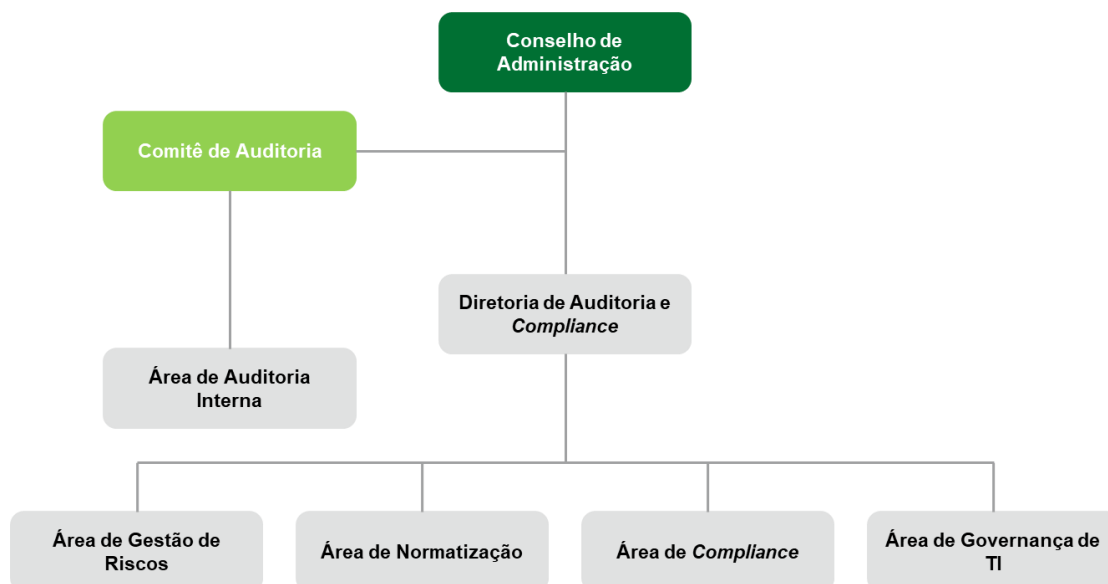 Conselho de
Administração
Comitê de Auditoria
Diretoria de Auditoria e
Compliance
Área de Auditoria
Interna
Área de Gestão de
Riscos
Área de Normatização
Área de Compliance
Área de Governança de
TI